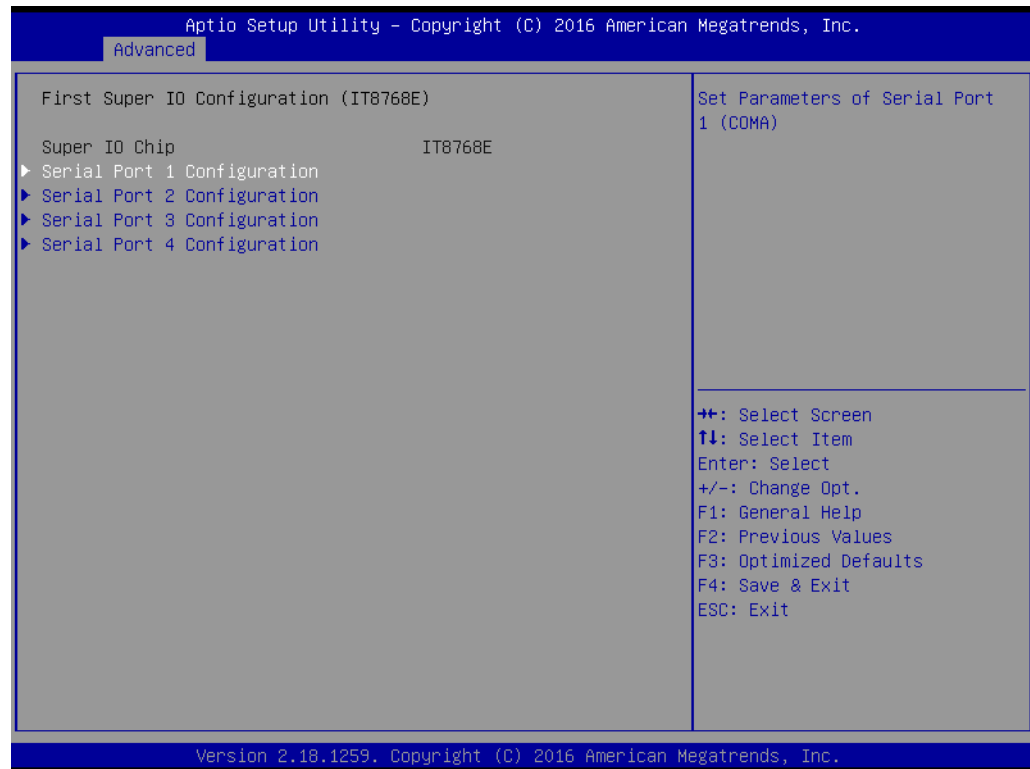 Aptio Setup Utility – Copyright (C) 2016 American Megatrends, Inc.
Advanced
First Super IO Configuration (IT8768E)
Super IO Chip IT8768E
▶ Serial Port 1 Configuration
▶ Serial Port 2 Configuration
▶ Serial Port 3 Configuration
▶ Serial Port 4 Configuration
Set Parameters of Serial Port
1 (COMA)
→←: Select Screen
↑↓: Select Item
Enter: Select
+/-: Change Opt.
F1: General Help
F2: Previous Values
F3: Optimized Defaults
F4: Save & Exit
ESC: Exit
Version 2.18.1259. Copyright (C) 2016 American Megatrends, Inc.